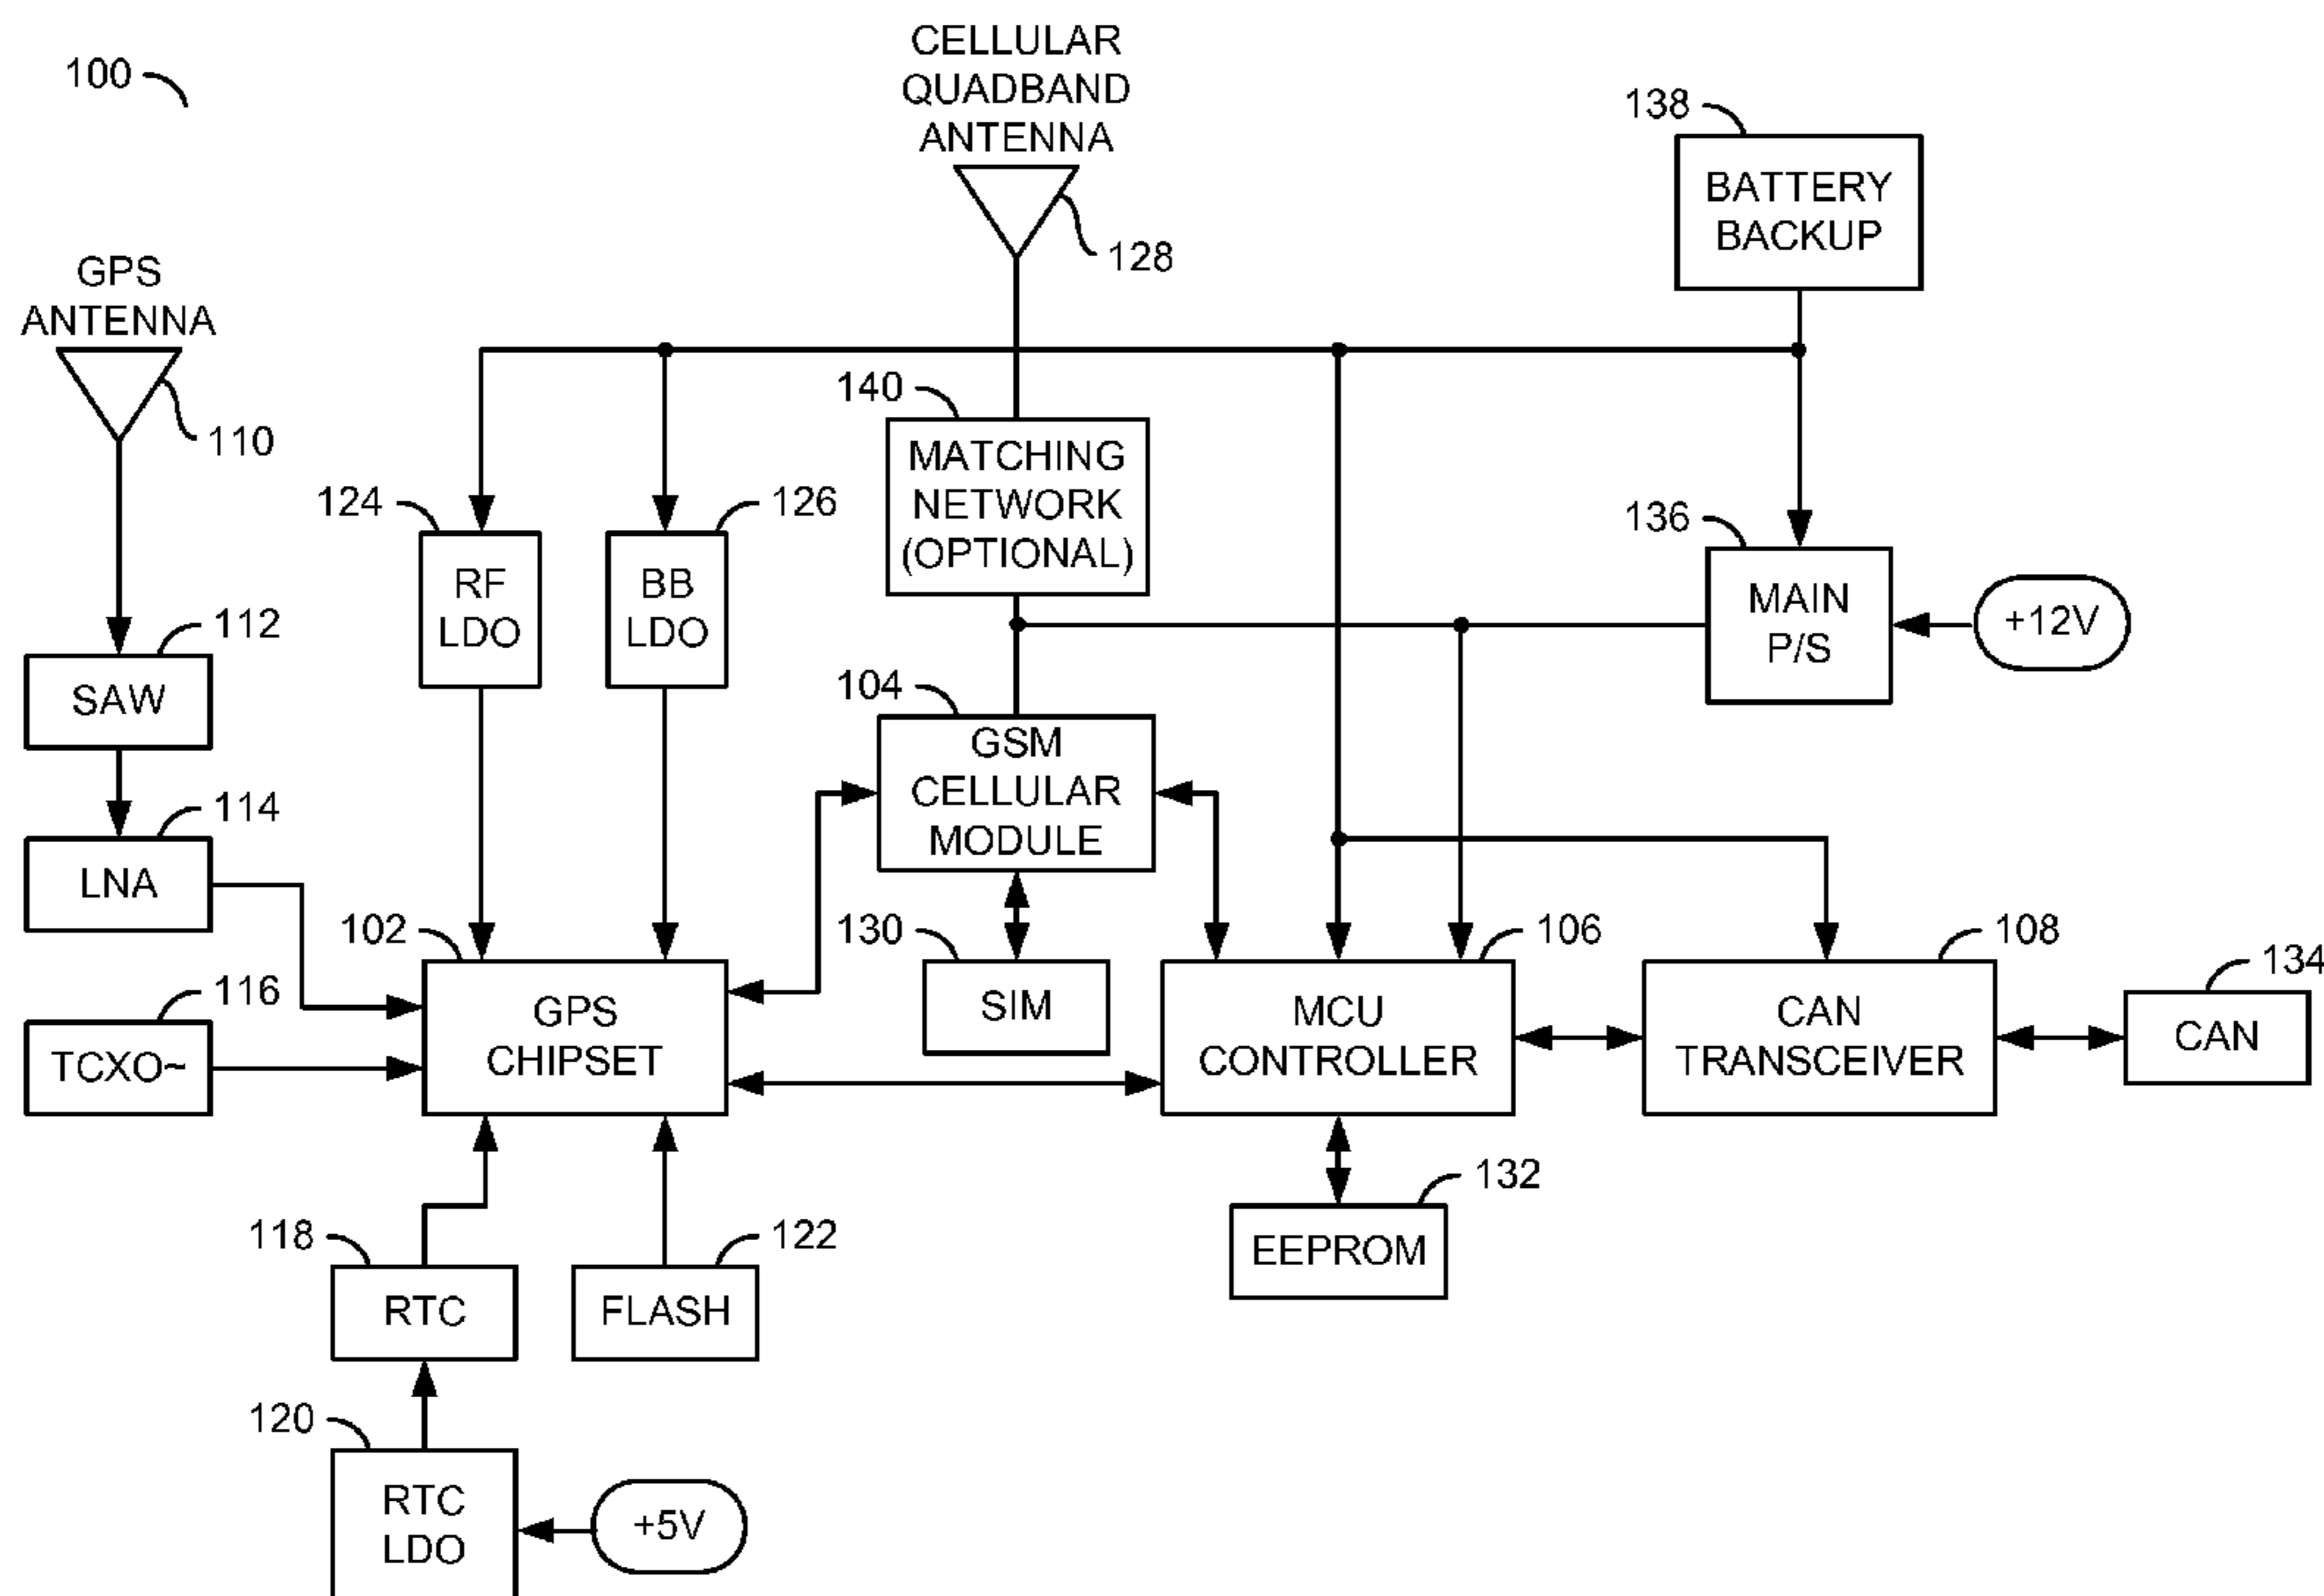 100
CELLULAR
QUADBAND
ANTENNA
128
138
BATTERY
BACKUP
GPS
ANTENNA
110
140
MATCHING
NETWORK
(OPTIONAL)
124
RF
LDO
126
BB
LDO
136
MAIN
P/S
+12V
112
SAW
104
GSM
CELLULAR
MODULE
114
LNA
102
GPS
CHIPSET
130
SIM
106
MCU
CONTROLLER
108
CAN
TRANSCEIVER
134
CAN
116
TCXO~
132
EEPROM
118
RTC
122
FLASH
120
RTC
LDO
+5V